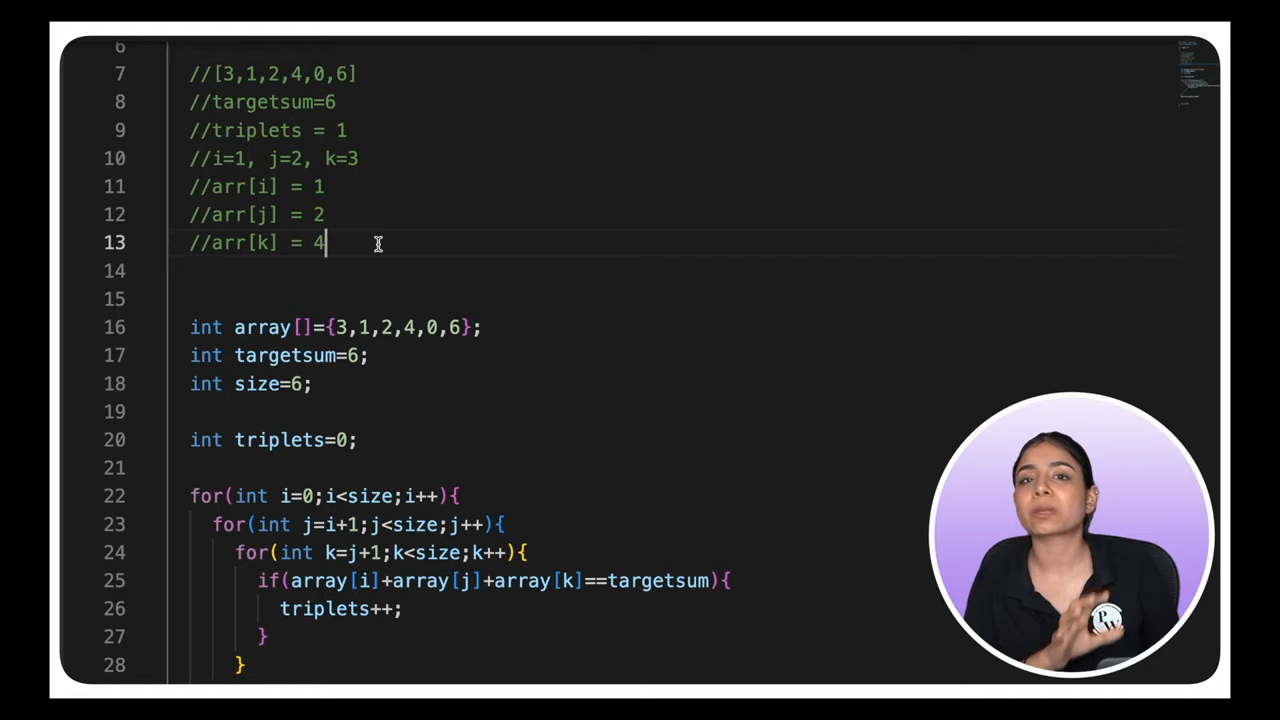 6
7 //[3,1,2,4,0,6]
8 //targetsum=6
9 //triplets = 1
10 //i=1, j=2, k=3
11 //arr[i] = 1
12 //arr[j] = 2
13 //arr[k] = 4
14
15
16 int array[]={3,1,2,4,0,6};
17 int targetsum=6;
18 int size=6;
19
20 int triplets=0;
21
22 for(int i=0;i<size;i++){
23 for(int j=i+1;j<size;j++){
24 for(int k=j+1;k<size;k++){
25 if(array[i]+array[j]+array[k]==targetsum){
26 triplets++;
27 }
28 }
PW